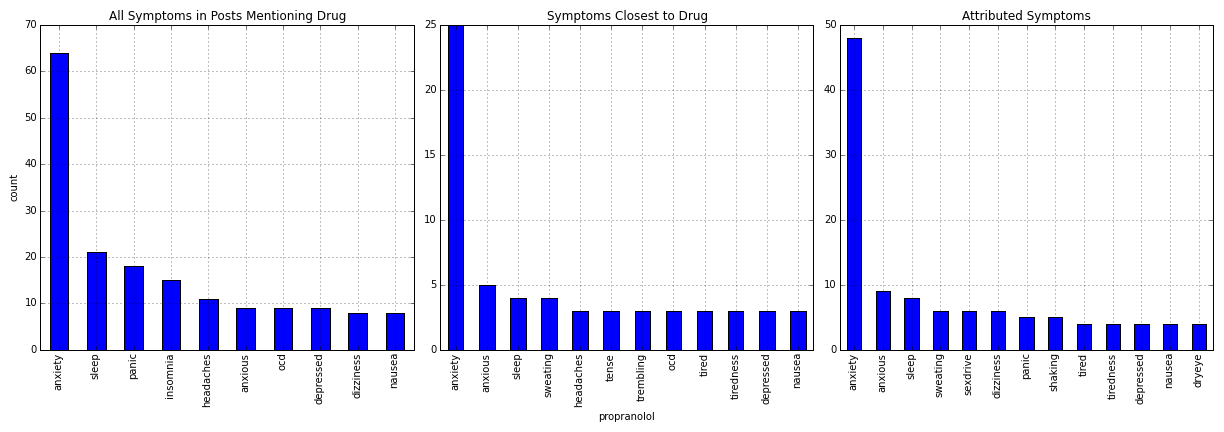 All Symptoms in Posts Mentioning Drug
Symptoms Closest to Drug
Attributed Symptoms
count
70
60
50
40
30
20
10
0
anxiety
sleep
panic
insomnia
headaches
anxious
ocd
depressed
dizziness
nausea
25
20
15
10
5
0
anxiety
anxious
sleep
sweating
headaches
tense
trembling
ocd
tired
tiredness
depressed
nausea
propranolol
50
40
30
20
10
0
anxiety
anxious
sleep
sweating
sexdrive
dizziness
panic
shaking
tired
tiredness
depressed
nausea
dryeye